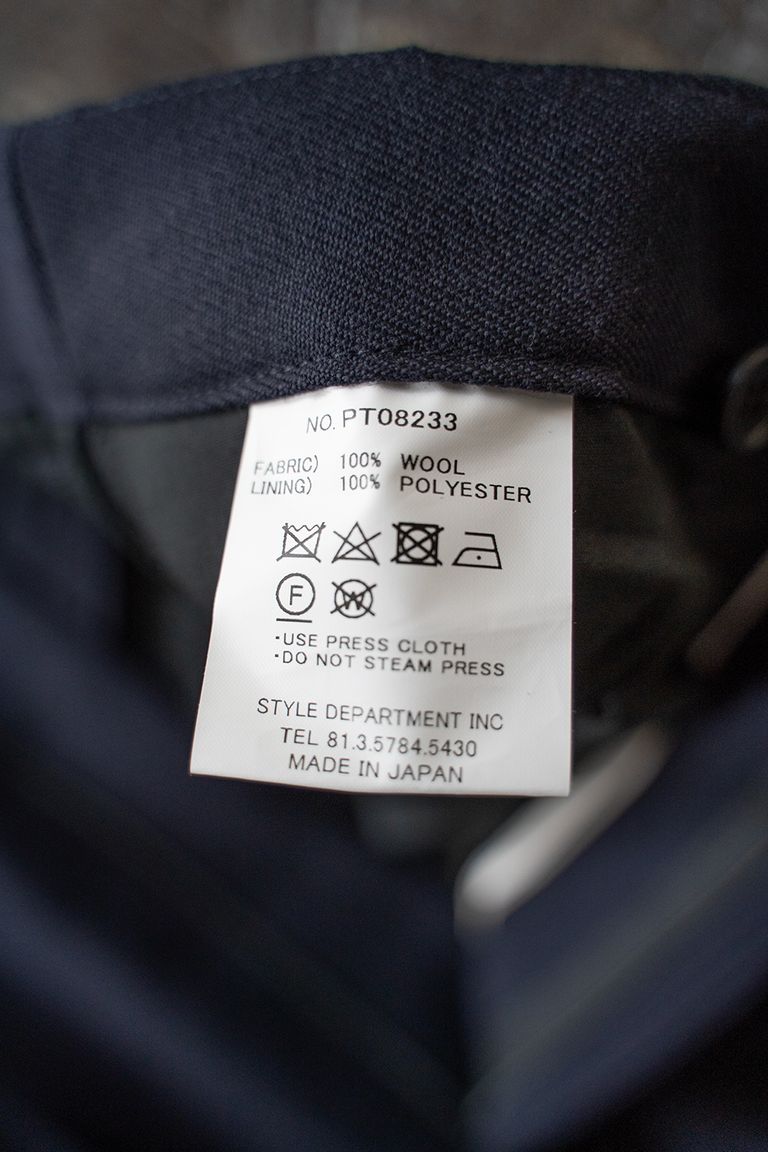 NO. PT08233
FABRIC) 100% WOOL
LINING) 100% POLYESTER
F W
·USE PRESS CLOTH
·DO NOT STEAM PRESS
STYLE DEPARTMENT INC
TEL 81.3.5784.5430
MADE IN JAPAN